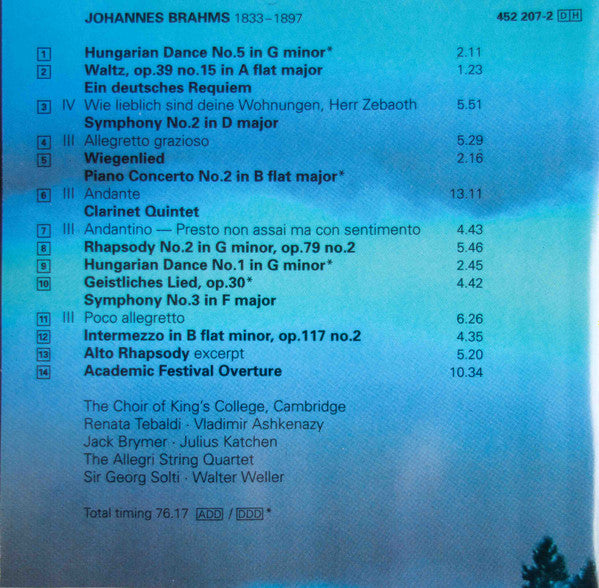 JOHANNES BRAHMS 1833–1897 452 207-2 DH
1 Hungarian Dance No.5 in G minor* 2.11
2 Waltz, op.39 no.15 in A flat major 1.23
Ein deutsches Requiem
3 IV Wie lieblich sind deine Wohnungen, Herr Zebaoth 5.51
Symphony No.2 in D major
4 III Allegretto grazioso 5.29
5 Wiegenlied 2.16
Piano Concerto No.2 in B flat major*
6 III Andante 13.11
Clarinet Quintet
7 III Andantino — Presto non assai ma con sentimento 4.43
8 Rhapsody No.2 in G minor, op.79 no.2 5.46
9 Hungarian Dance No.1 in G minor* 2.45
10 Geistliches Lied, op.30* 4.42
Symphony No.3 in F major
11 III Poco allegretto 6.26
12 Intermezzo in B flat minor, op.117 no.2 4.35
13 Alto Rhapsody excerpt 5.20
14 Academic Festival Overture 10.34
The Choir of King's College, Cambridge
Renata Tebaldi · Vladimir Ashkenazy
Jack Brymer · Julius Katchen
The Allegri String Quartet
Sir Georg Solti · Walter Weller
Total timing 76.17 ADD / DDD*